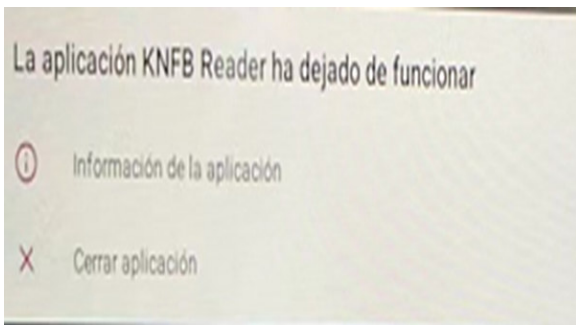 La aplicación KNFB Reader ha dejado de funcionar
Información de la aplicación
Cerrar aplicación